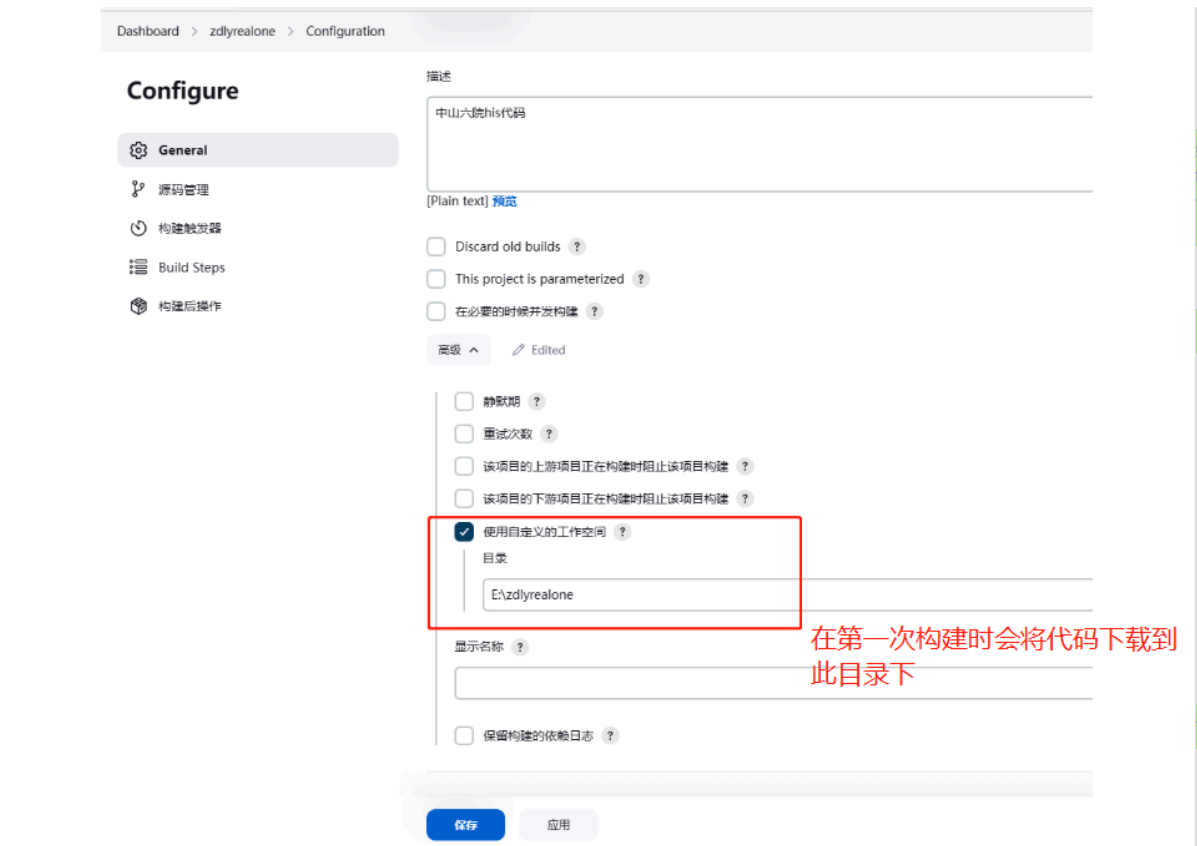 Dashboard > zdlyrealone > Configuration
Configure
General
源码管理
构建触发器
Build Steps
构建后操作
描述
中山六院his代码
[Plain text] 预览
Discard old builds ?
This project is parameterized ?
在必要的时候并发构建 ?
高级 Edited
静默期 ?
重试次数 ?
该项目的上游项目正在构建时阻止该项目构建 ?
该项目的下游项目正在构建时阻止该项目构建 ?
使用自定义的工作空间 ?
目录
E:\zdlyrealone
在第一次构建时会将代码下载到
此目录下
显示名称 ?
保留构建的依赖日志 ?
保存 应用